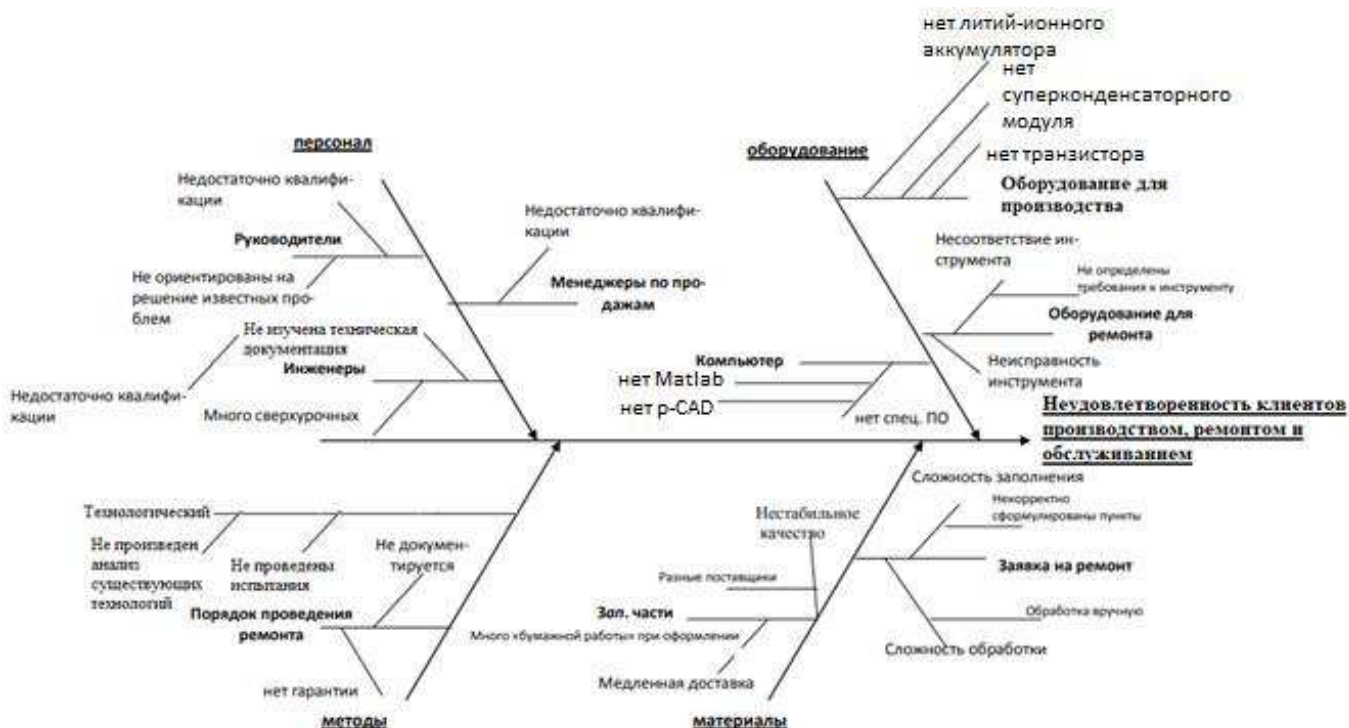 нет литий-ионного
аккумулятора
нет
суперконденсаторного
модуля
нет транзистора
Оборудование для
производства
персонал
оборудование
Недостаточно квалифи-
кации
Руководители
Не ориентированы на
решение известных про-
блем
Недостаточно квалифи-
кации
Менеджеры по про-
дажам
Не изучена техническая
документация
Инженеры
Недостаточно квалифи-
кации
Много сверхурочных
Несоответствие ин-
струмента
Не определены
требования к инструменту
Оборудование для
ремонта
Неисправность
инструмента
Компьютер
нет Matlab
нет p-CAD
нет спец. ПО
Неудовлетворенность клиентов
производством, ремонтом и
обслуживанием
Технологический
Не произведен
анализ
существующих
технологий
Не проведены
испытания
Не докумен-
тируется
Порядок проведения
ремонта
нет гарантии
методы
Нестабильное
качество
Разные поставщики
Зап. части
Много «бумажной работы» при оформлении
Медленная доставка
материалы
Сложность заполнения
Некорректно
сформулированы пункты
Заявка на ремонт
Обработка вручную
Сложность обработки